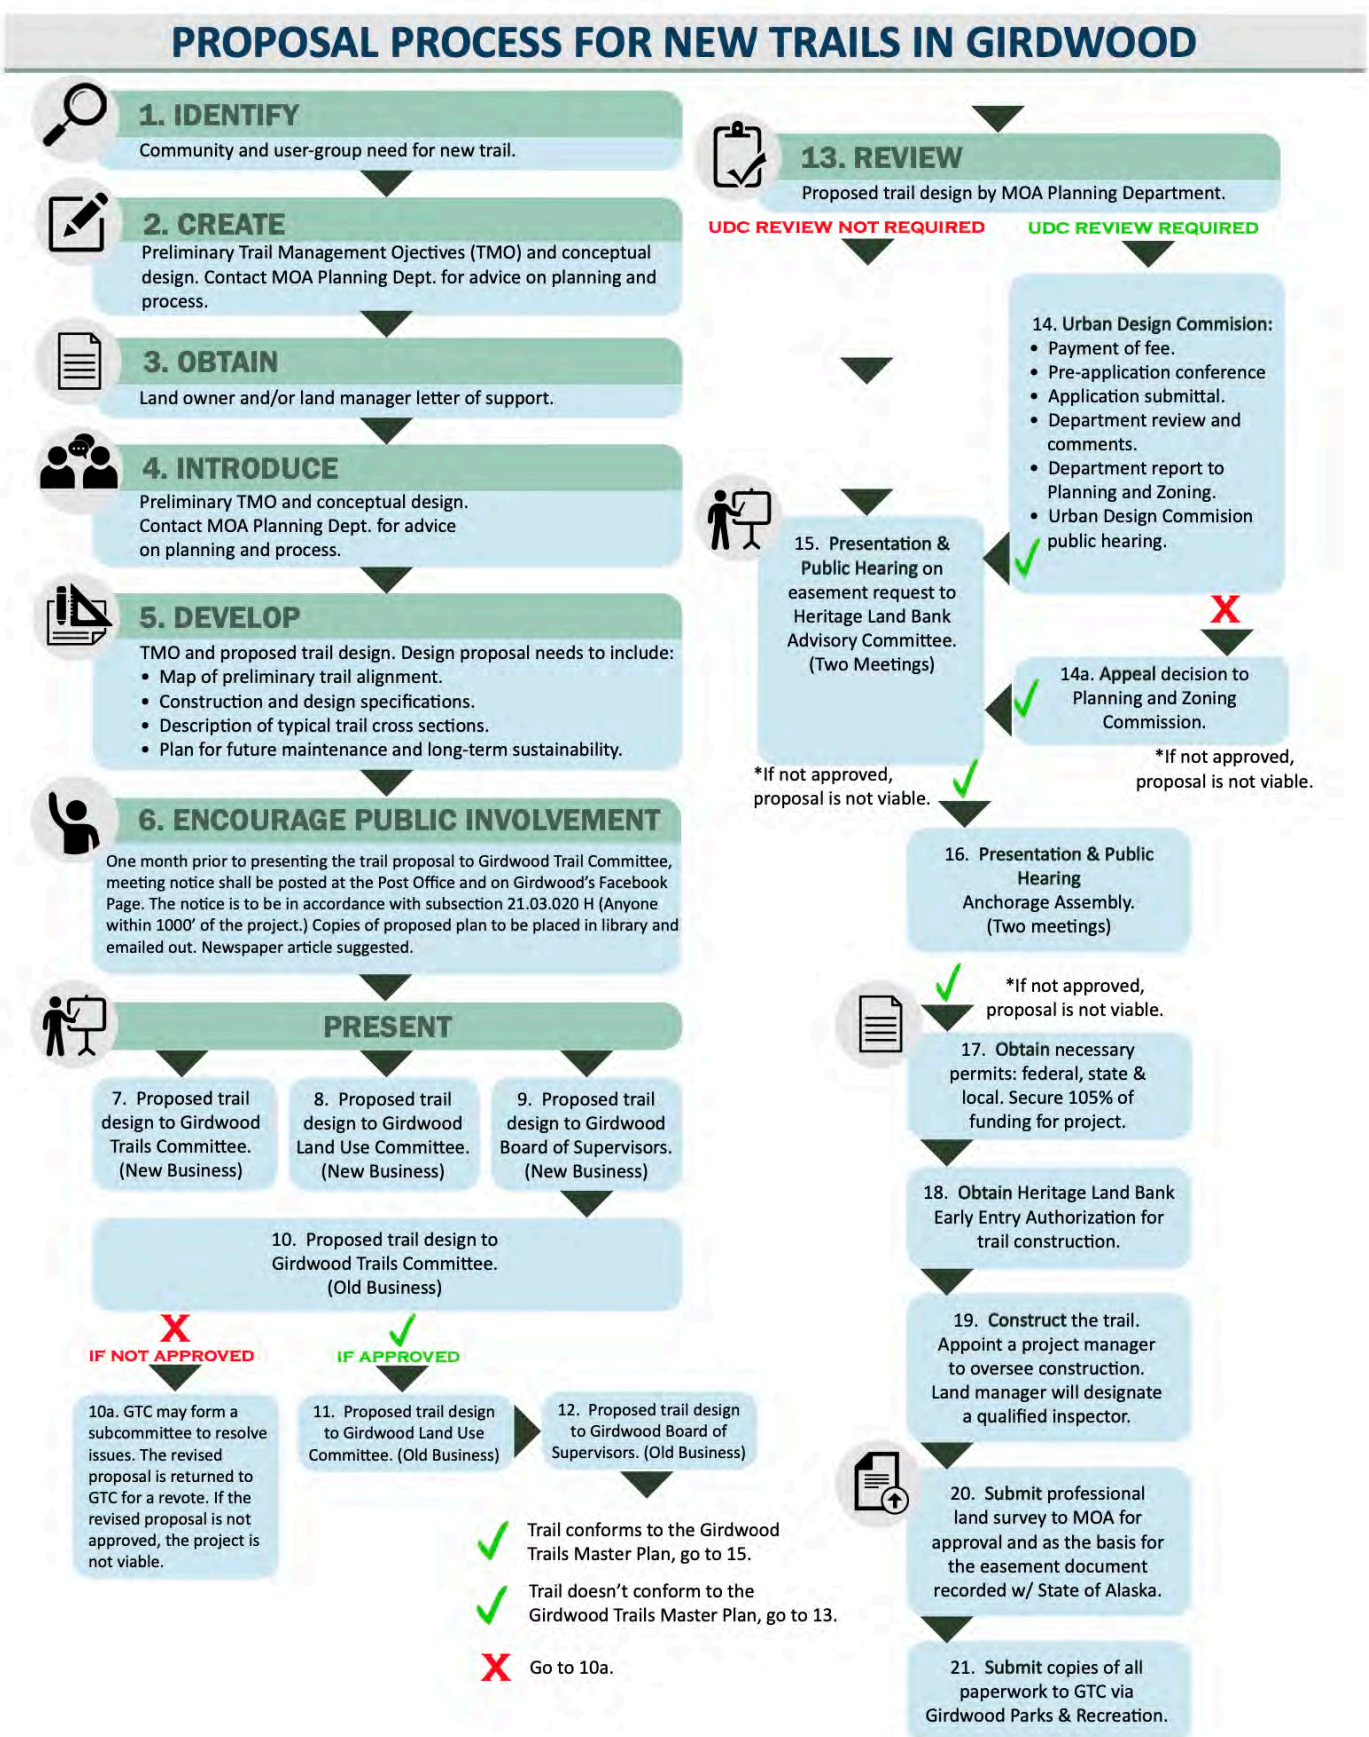 PROPOSAL PROCESS FOR NEW TRAILS IN GIRDWOOD
1. IDENTIFY
Community and user-group need for new trail.
2. CREATE
Preliminary Trail Management Ojectives (TMO) and conceptual
design. Contact MOA Planning Dept. for advice on planning and
process.
3. OBTAIN
Land owner and/or land manager letter of support.
4. INTRODUCE
Preliminary TMO and conceptual design.
Contact MOA Planning Dept. for advice
on planning and process.
5. DEVELOP
TMO and proposed trail design. Design proposal needs to include:
• Map of preliminary trail alignment.
• Construction and design specifications.
• Description of typical trail cross sections.
• Plan for future maintenance and long-term sustainability.
6. ENCOURAGE PUBLIC INVOLVEMENT
One month prior to presenting the trail proposal to Girdwood Trail Committee,
meeting notice shall be posted at the Post Office and on Girdwood's Facebook
Page. The notice is to be in accordance with subsection 21.03.020 H (Anyone
within 1000' of the project.) Copies of proposed plan to be placed in library and
emailed out. Newspaper article suggested.
PRESENT
7. Proposed trail
design to Girdwood
Trails Committee.
(New Business)
8. Proposed trail
design to Girdwood
Land Use Committee.
(New Business)
9. Proposed trail
design to Girdwood
Board of Supervisors.
(New Business)
10. Proposed trail design to
Girdwood Trails Committee.
(Old Business)
X
IF NOT APPROVED
IF APPROVED
10a. GTC may form a
subcommittee to resolve
issues. The revised
proposal is returned to
GTC for a revote. If the
revised proposal is not
approved, the project is
not viable.
11. Proposed trail design
to Girdwood Land Use
Committee. (Old Business)
12. Proposed trail design
to Girdwood Board of
Supervisors. (Old Business)
Trail conforms to the Girdwood
Trails Master Plan, go to 15.
Trail doesn't conform to the
Girdwood Trails Master Plan, go to 13.
X Go to 10a.
13. REVIEW
Proposed trail design by MOA Planning Department.
UDC REVIEW NOT REQUIRED
UDC REVIEW REQUIRED
14. Urban Design Commision:
• Payment of fee.
• Pre-application conference
• Application submittal.
• Department review and
comments.
• Department report to
Planning and Zoning.
• Urban Design Commision
public hearing.
X
14a. Appeal decision to
Planning and Zoning
Commission.
*If not approved,
proposal is not viable.
15. Presentation &
Public Hearing on
easement request to
Heritage Land Bank
Advisory Committee.
(Two Meetings)
*If not approved,
proposal is not viable.
16. Presentation & Public
Hearing
Anchorage Assembly.
(Two meetings)
*If not approved,
proposal is not viable.
17. Obtain necessary
permits: federal, state &
local. Secure 105% of
funding for project.
18. Obtain Heritage Land Bank
Early Entry Authorization for
trail construction.
19. Construct the trail.
Appoint a project manager
to oversee construction.
Land manager will designate
a qualified inspector.
20. Submit professional
land survey to MOA for
approval and as the basis for
the easement document
recorded w/ State of Alaska.
21. Submit copies of all
paperwork to GTC via
Girdwood Parks & Recreation.